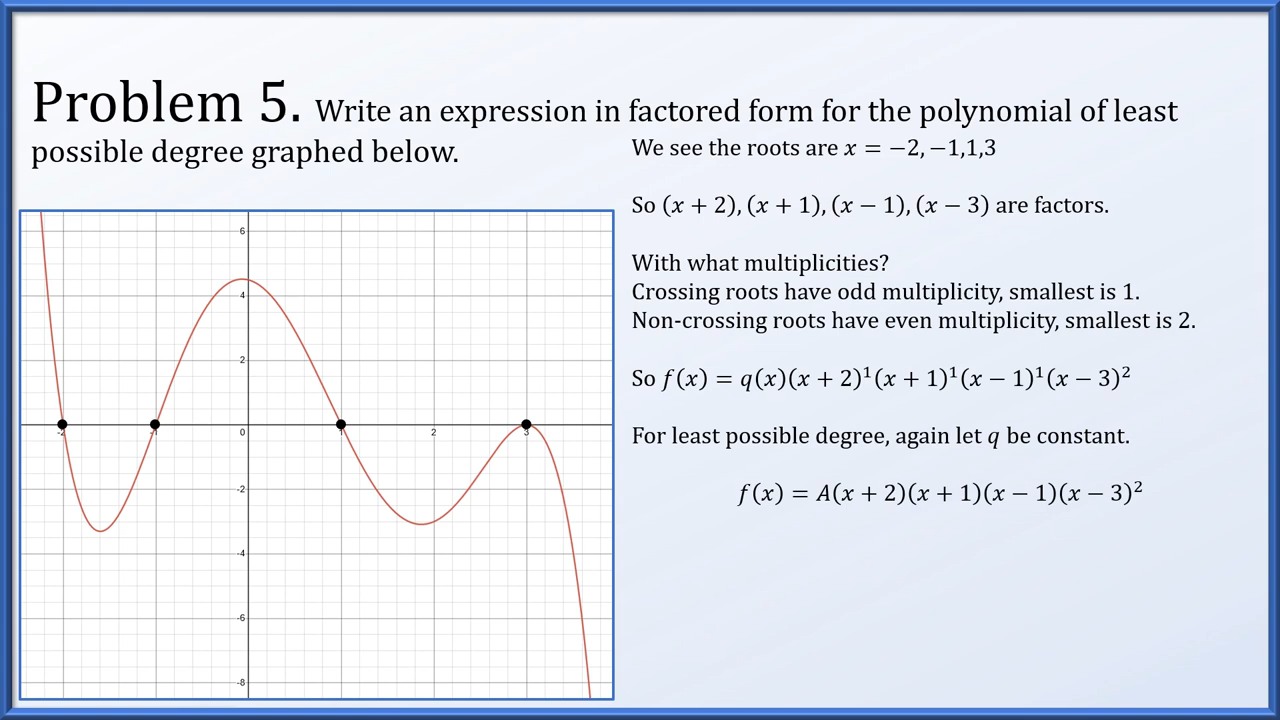 Problem 5. Write an expression in factored form for the polynomial of least
possible degree graphed below.
We see the roots are x = −2, −1,1,3
So (x + 2), (x + 1), (x − 1), (x − 3) are factors.
With what multiplicities?
Crossing roots have odd multiplicity, smallest is 1.
Non-crossing roots have even multiplicity, smallest is 2.
So f(x) = q(x)(x + 2)¹(x + 1)¹(x − 1)¹(x − 3)²
For least possible degree, again let q be constant.
f(x) = A(x + 2)(x + 1)(x − 1)(x − 3)²
6
4
2
-2 -1 0 1 2 3
-2
-4
-6
-8